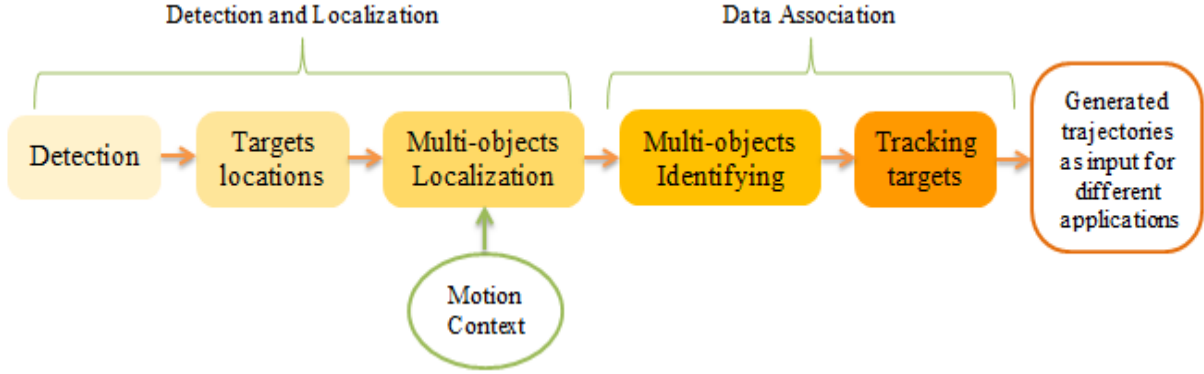 Detection and Localization
Data Association
Detection
Targets
locations
Multi-objects
Localization
Multi-objects
Identifying
Tracking
targets
Generated
trajectories
as input for
different
applications
Motion
Context